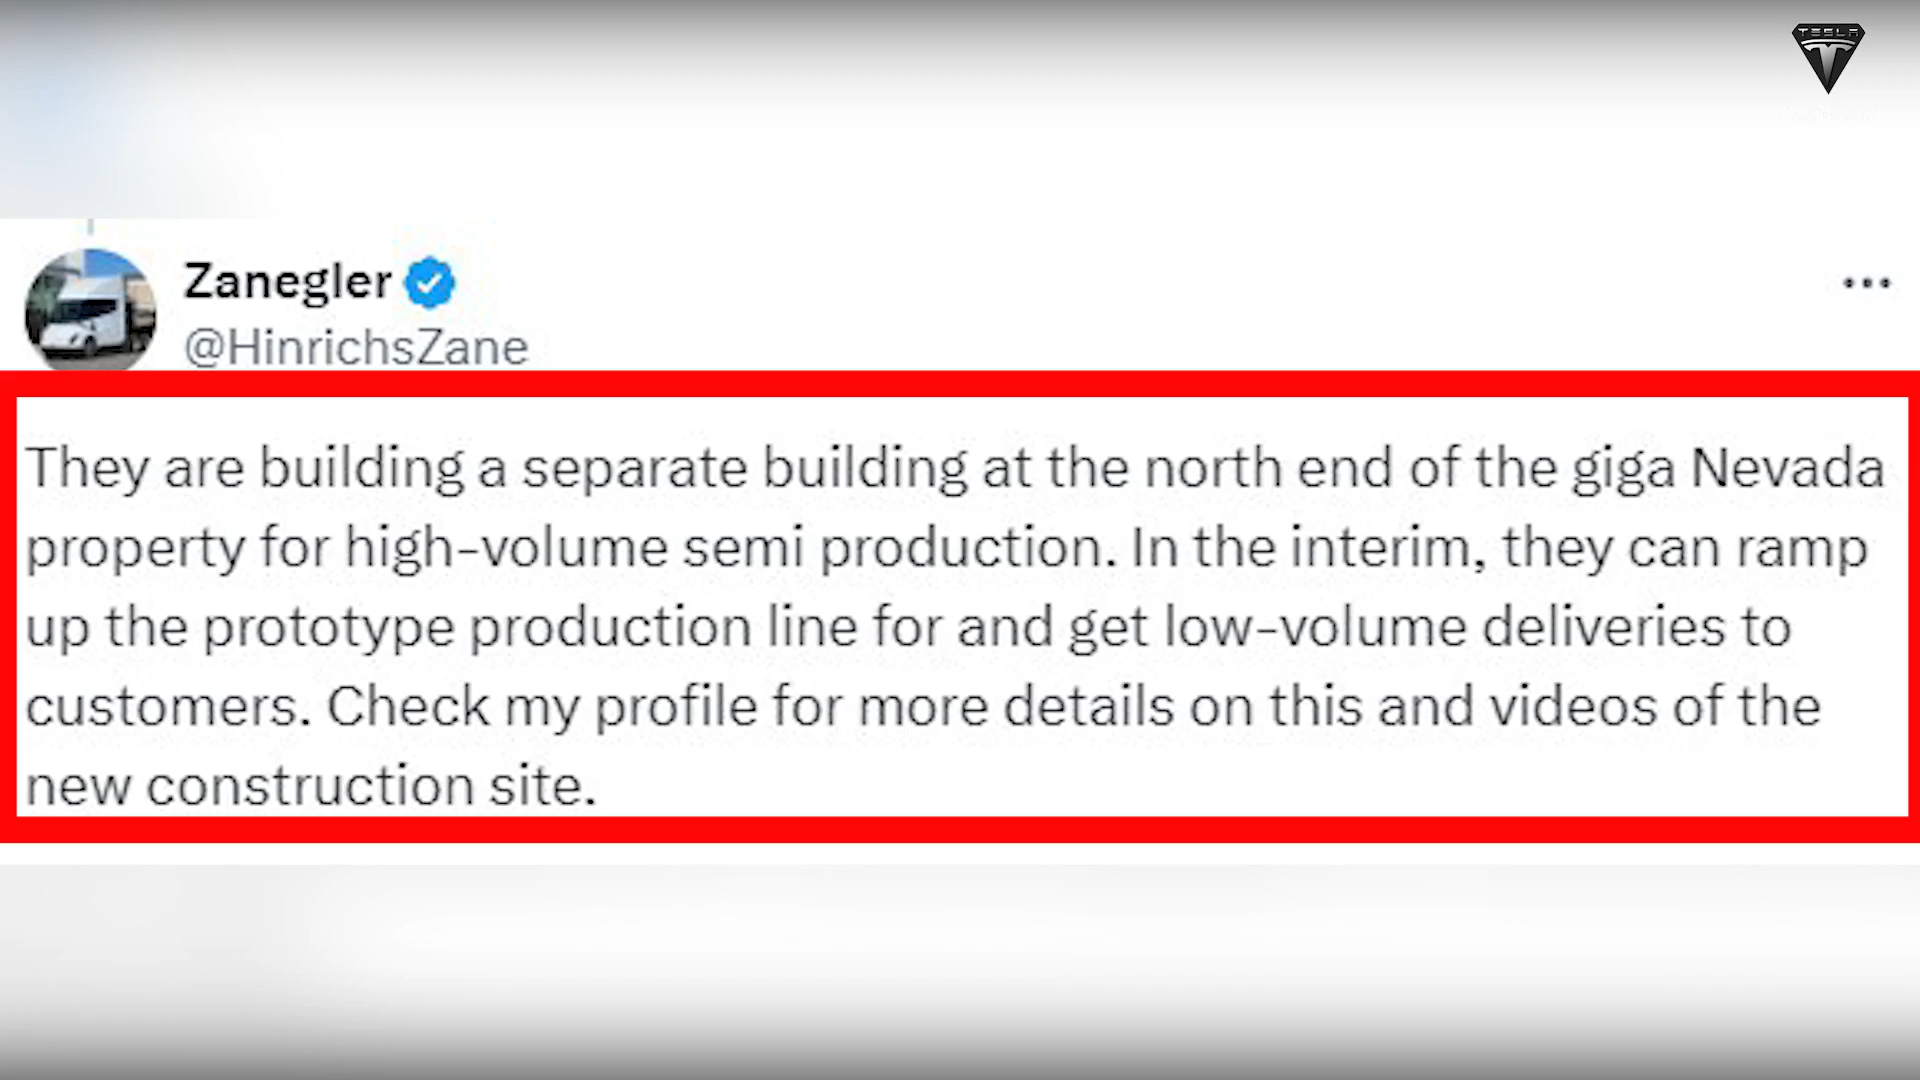 TESLA
Zanegler
@HinrichsZane
They are building a separate building at the north end of the giga Nevada
property for high-volume semi production. In the interim, they can ramp
up the prototype production line for and get low-volume deliveries to
customers. Check my profile for more details on this and videos of the
new construction site.